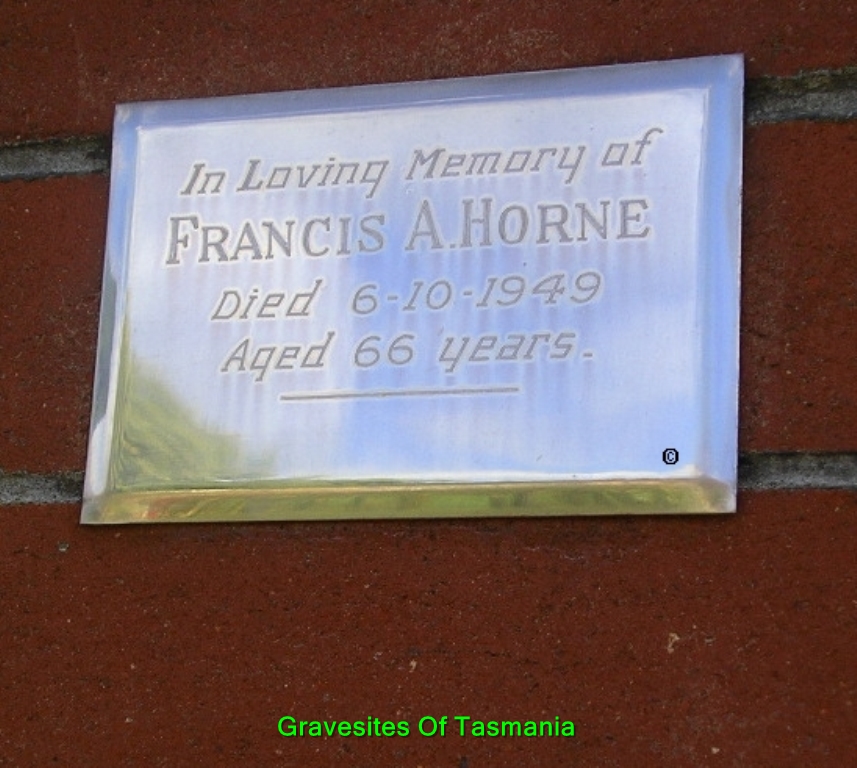 In Loving Memory of
FRANCIS A. HORNE
Died 6-10-1949
Aged 66 years.
©
Gravesites Of Tasmania